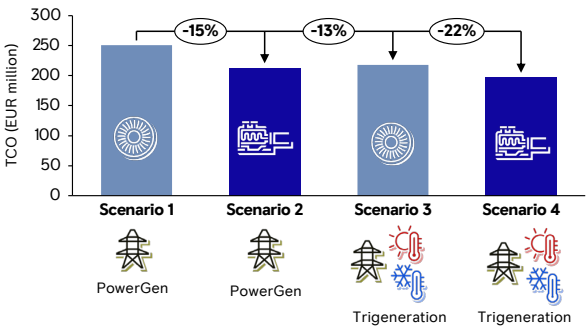 TCO (EUR million)
300
250
200
150
100
50
0
-15%
-13%
-22%
Scenario 1
Scenario 2
Scenario 3
Scenario 4
PowerGen
PowerGen
Trigeneration
Trigeneration